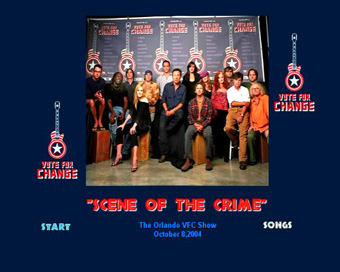 VOTE FOR
CHANGE
VOTE FOR
CHANGE
"SCENE OF THE CRIME"
START
The Orlando VFC Show
October 8,2004
SONGS